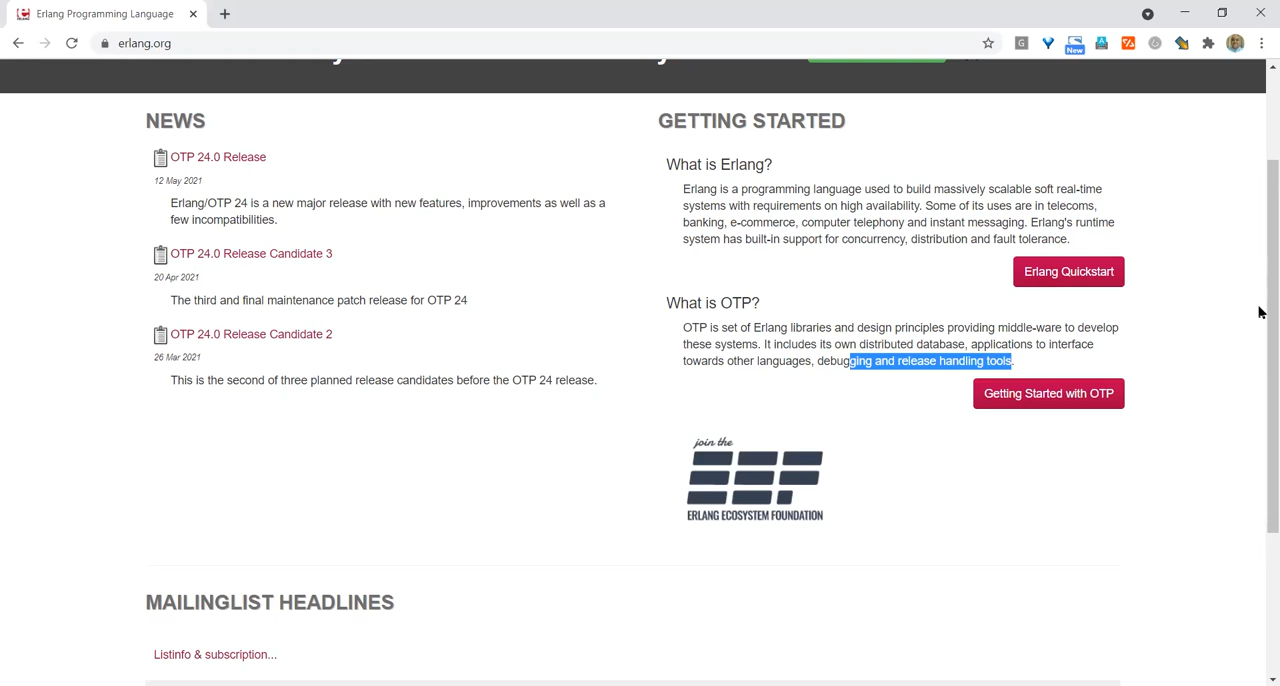 Erlang Programming Language
erlang.org
New
NEWS
OTP 24.0 Release
12 May 2021
Erlang/OTP 24 is a new major release with new features, improvements as well as a
few incompatibilities.
OTP 24.0 Release Candidate 3
20 Apr 2021
The third and final maintenance patch release for OTP 24
OTP 24.0 Release Candidate 2
26 Mar 2021
This is the second of three planned release candidates before the OTP 24 release.
GETTING STARTED
What is Erlang?
Erlang is a programming language used to build massively scalable soft real-time
systems with requirements on high availability. Some of its uses are in telecoms,
banking, e-commerce, computer telephony and instant messaging. Erlang's runtime
system has built-in support for concurrency, distribution and fault tolerance.
Erlang Quickstart
What is OTP?
OTP is set of Erlang libraries and design principles providing middle-ware to develop
these systems. It includes its own distributed database, applications to interface
towards other languages, debugging and release handling tools.
Getting Started with OTP
join the
EEF
ERLANG ECOSYSTEM FOUNDATION
MAILINGLIST HEADLINES
Listinfo & subscription...